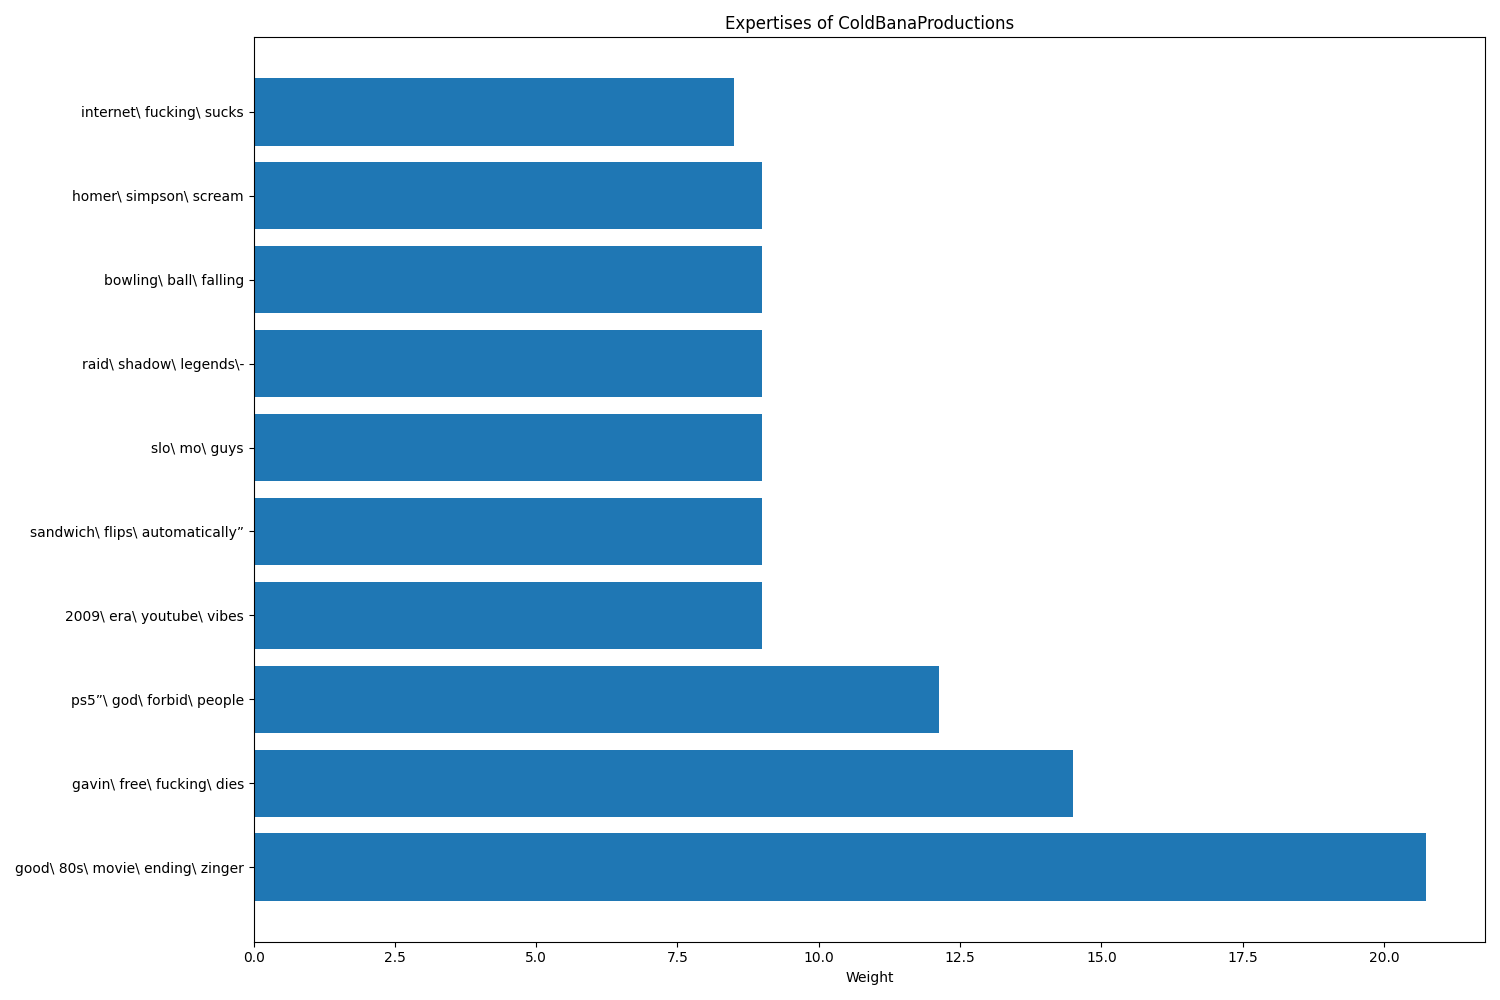 Expertises of ColdBanaProductions
internet\ fucking\ sucks
homer\ simpson\ scream
bowling\ ball\ falling
raid\ shadow\ legends\-
slo\ mo\ guys
sandwich\ flips\ automatically”
2009\ era\ youtube\ vibes
ps5”\ god\ forbid\ people
gavin\ free\ fucking\ dies
good\ 80s\ movie\ ending\ zinger
0.0 2.5 5.0 7.5 10.0 12.5 15.0 17.5 20.0
Weight